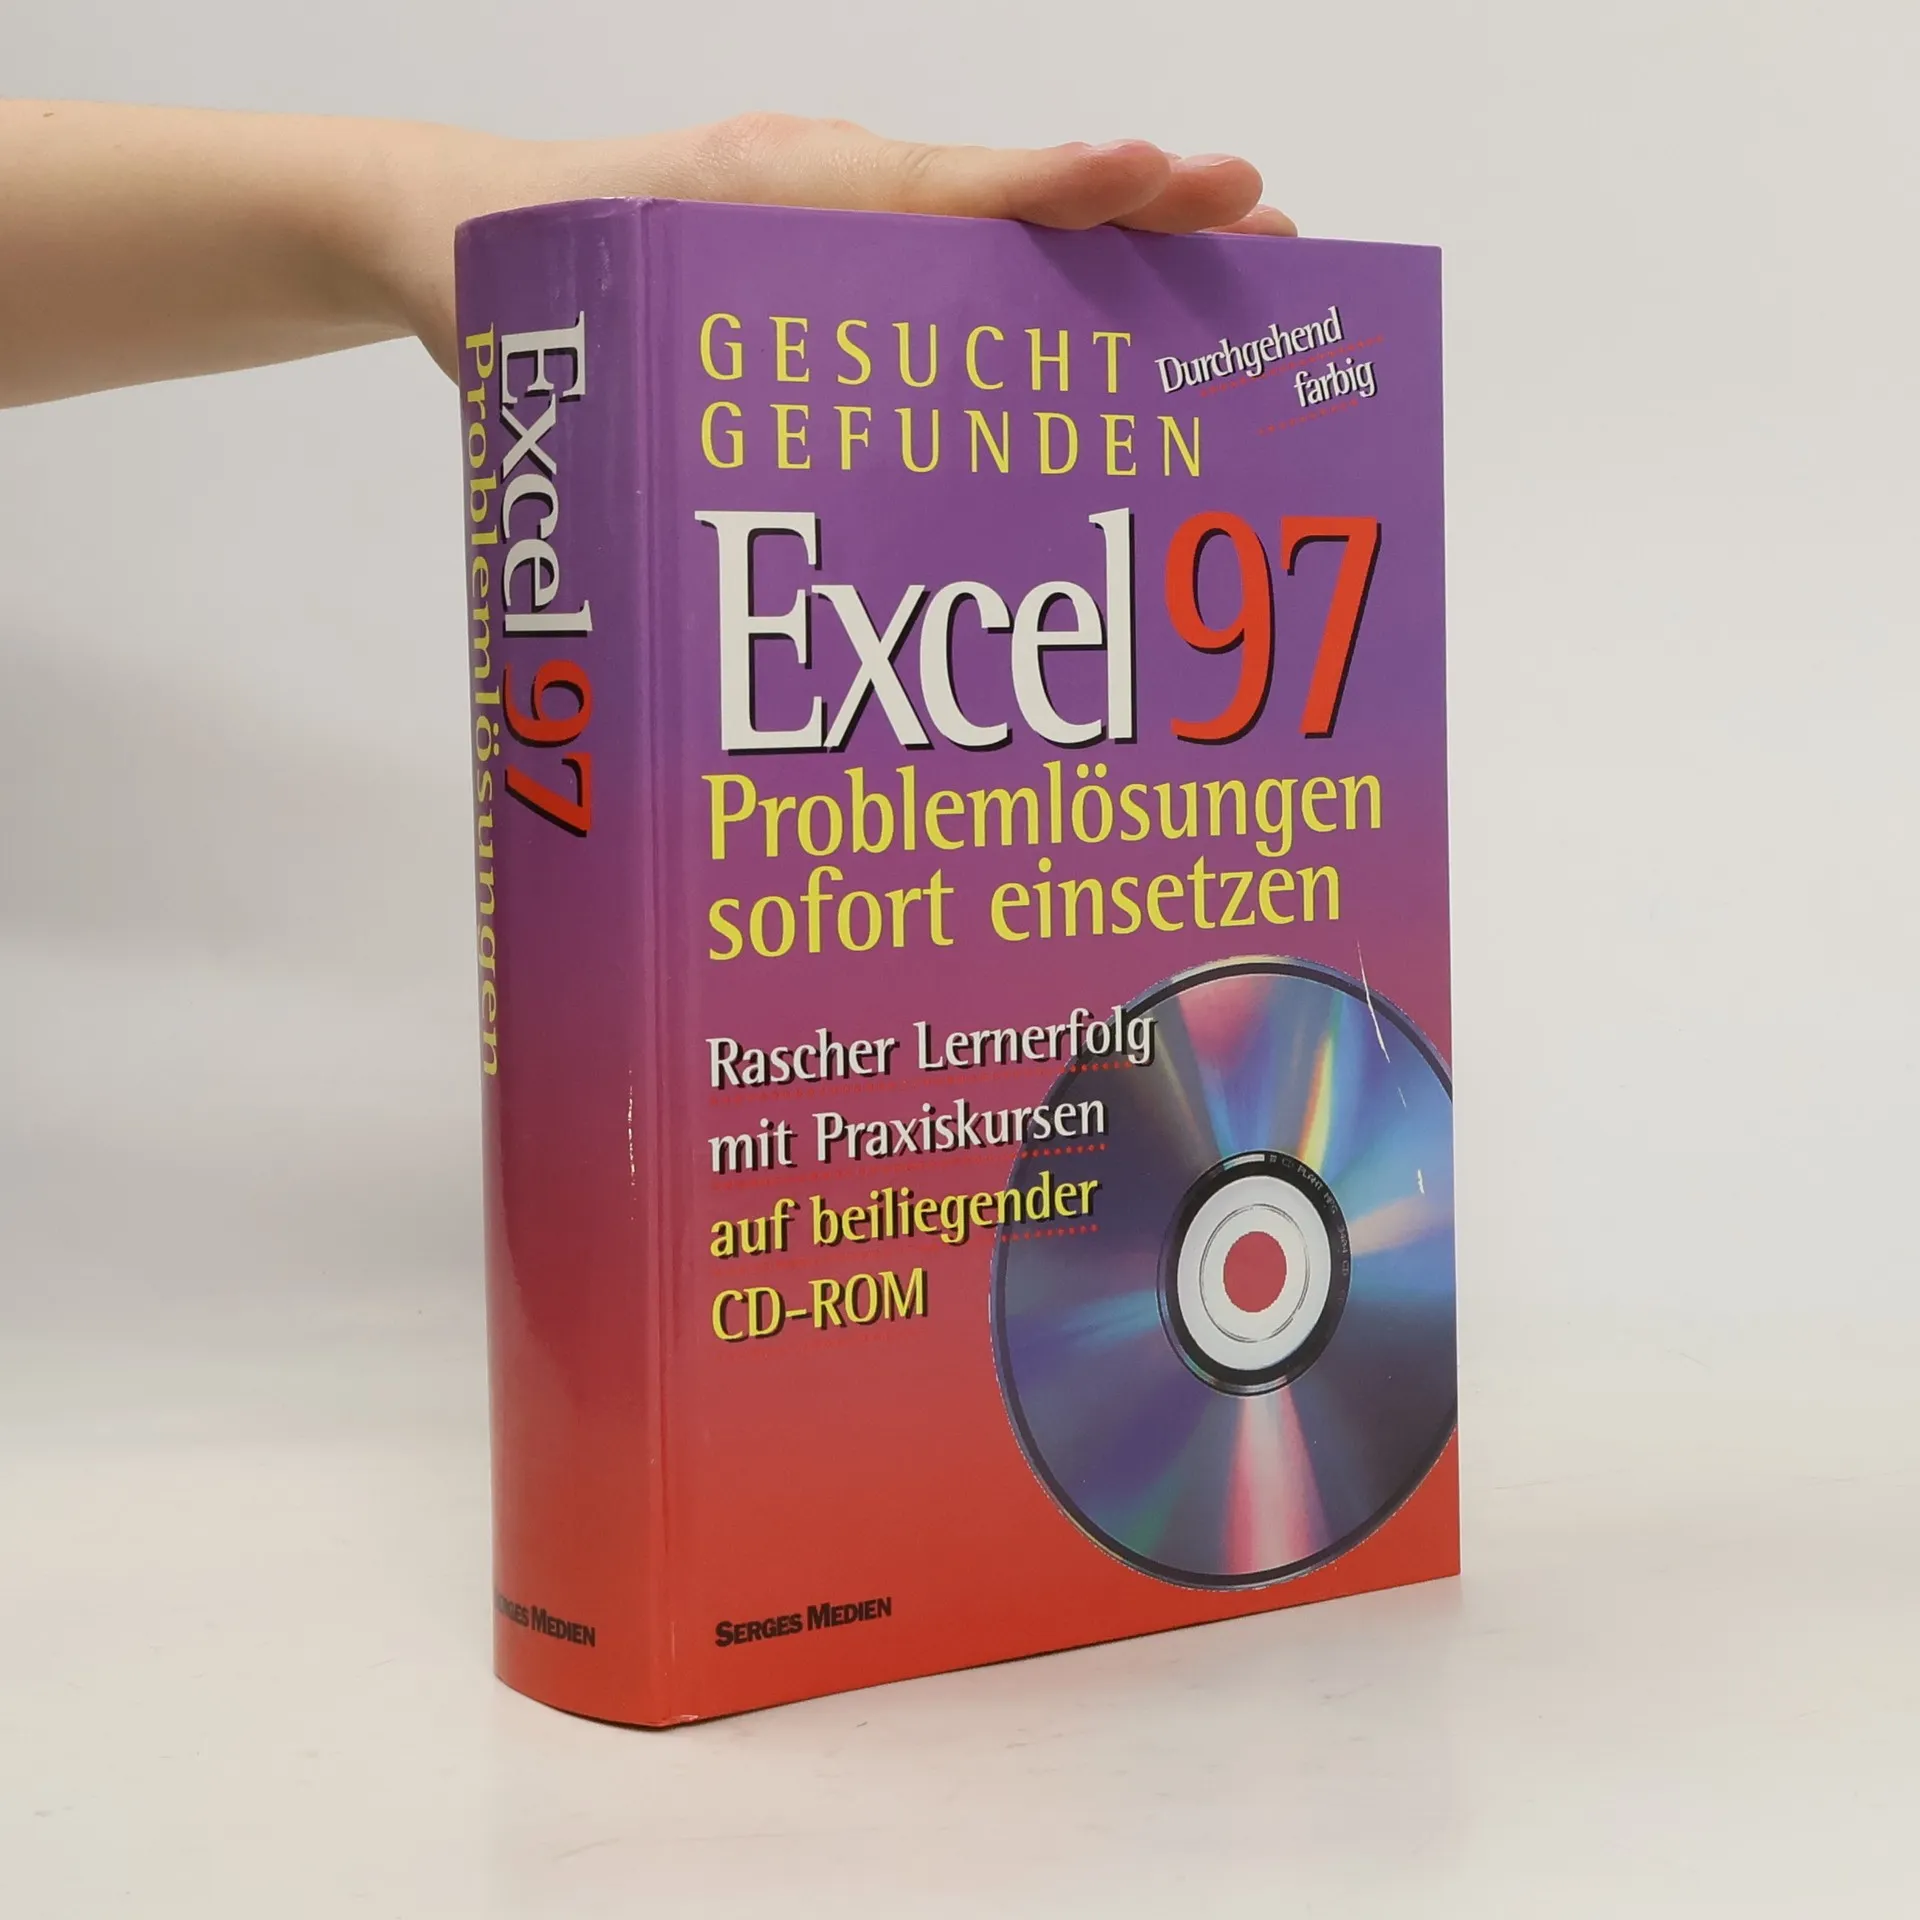 Excel 97
Problemlösungen
GESUCHT
GEFUNDEN
Durchgehend
farbig
Excel 97
Problemlösungen
sofort einsetzen
Rascher Lernerfolg
mit Praxiskursen
auf beiliegender
CD-ROM
SERGES MEDIEN
SERGES MEDIEN